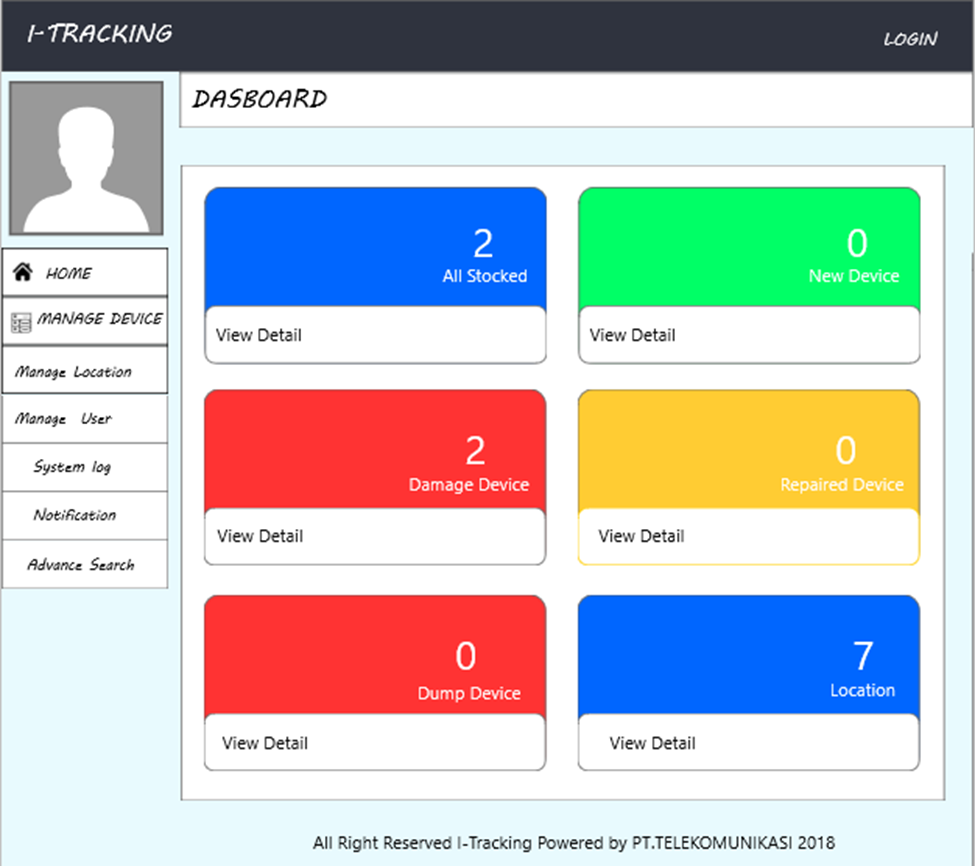 I-TRACKING
LOGIN
DASBOARD
HOME
MANAGE DEVICE
Manage Location
Manage User
System log
Notification
Advance Search
2
All Stocked
View Detail
0
New Device
View Detail
2
Damage Device
View Detail
0
Repaired Device
View Detail
0
Dump Device
View Detail
7
Location
View Detail
All Right Reserved I-Tracking Powered by PT.TELEKOMUNIKASI 2018